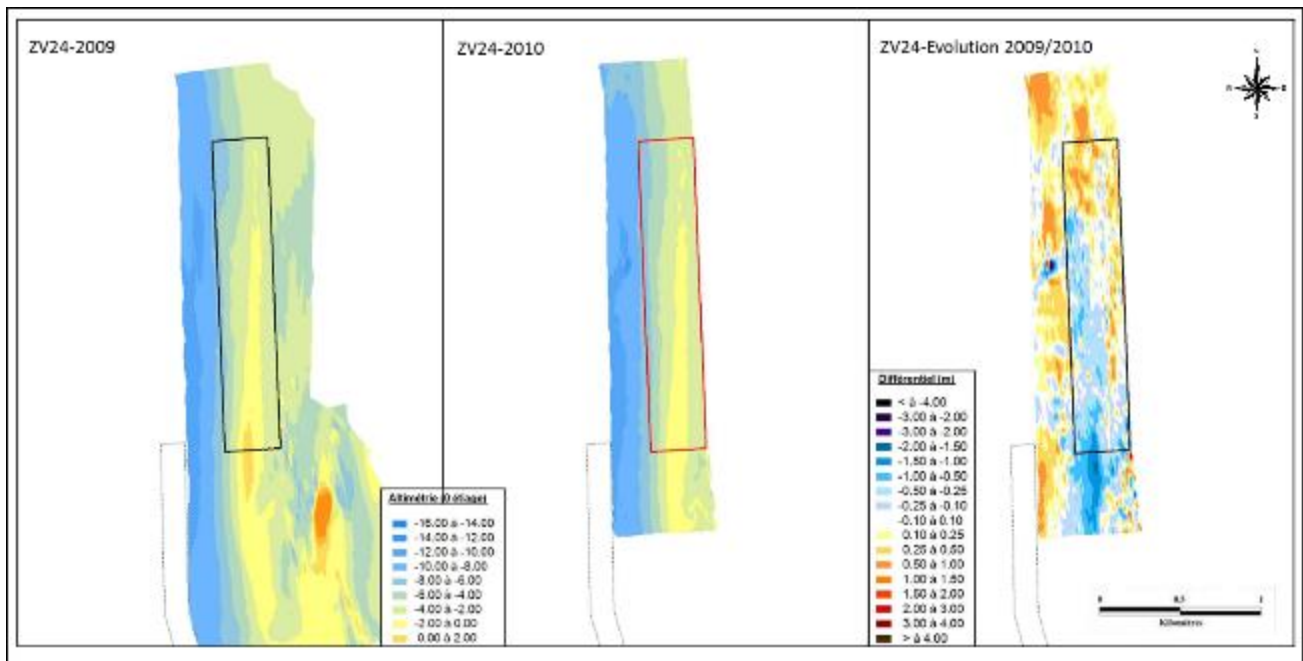 ZV24-2009
ZV24-2010
ZV24-Evolution 2009/2010
Altimétrie (0 étiage)
-16.00 à -14.00
-14.00 à -12.00
-12.00 à -10.00
-10.00 à -8.00
-8.00 à -6.00
-6.00 à -4.00
-4.00 à -2.00
-2.00 à 0.00
0.00 à 2.00
Différentiel (m)
< à -4.00
-3.00 à -2.00
-3.00 à -2.00
-2.00 à -1.50
-1.50 à -1.00
-1.00 à -0.50
-0.50 à -0.25
-0.25 à -0.10
-0.10 à 0.10
0.10 à 0.25
0.25 à 0.50
0.50 à 1.00
1.00 à 1.50
1.50 à 2.00
2.00 à 3.00
3.00 à 4.00
> à 4.00
0 0.5 1
Kilomètres